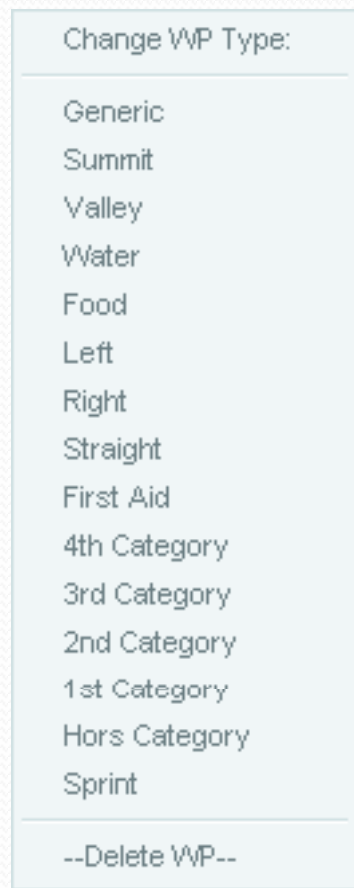 Change WP Type:
Generic
Summit
Valley
Water
Food
Left
Right
Straight
First Aid
4th Category
3rd Category
2nd Category
1st Category
Hors Category
Sprint
--Delete WP--